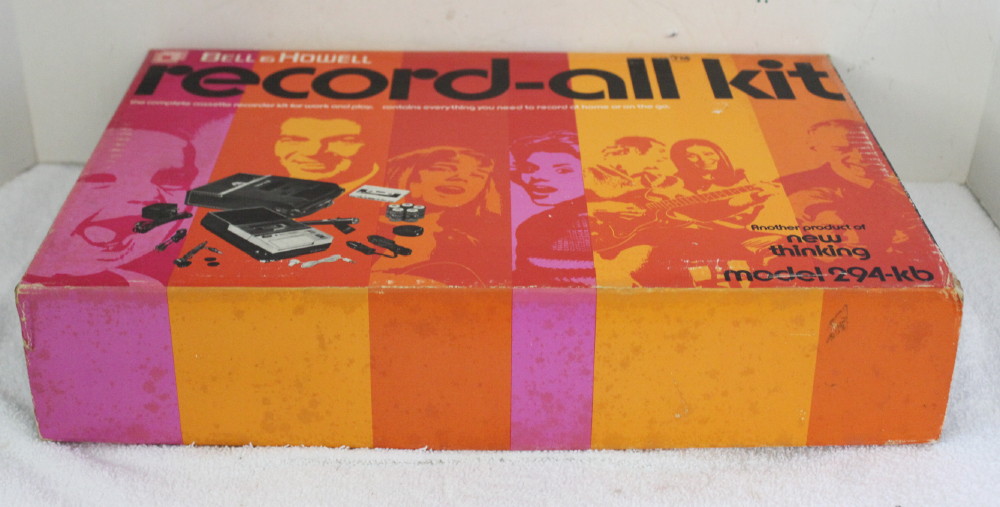 BELL & HOWELL
record-all kit TM
the complete cassette recorder kit for work and play. contains everything you need to record at home or on the go.
Another product of
new
thinking
model 294-kb